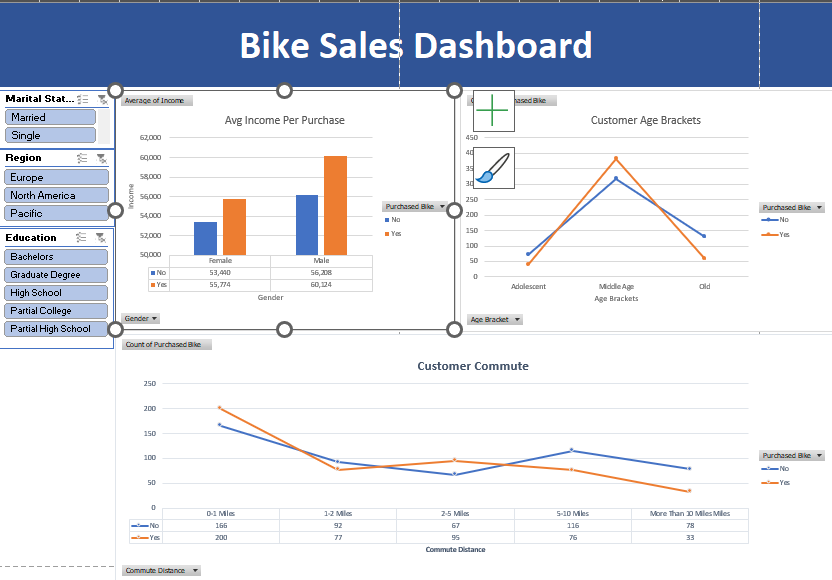 Bike Sales Dashboard
Marital Stat...
Married
Single
Region
Europe
North America
Pacific
Education
Bachelors
Graduate Degree
High School
Partial College
Partial High School
Average of Income
Avg Income Per Purchase
62,000
60,000
58,000
56,000
54,000
52,000
50,000
Income
Female
Male
No
53,440
56,208
Yes
55,774
60,124
Gender
Purchased Bike
No
Yes
Gender
Bike
Customer Age Brackets
450
300
250
200
150
100
50
0
Adolescent
Middle Age
Old
Age Brackets
Purchased Bike
No
Yes
Age Bracket
Count of Purchased Bike
Customer Commute
250
200
150
100
50
0
0-1 Miles
1-2 Miles
2-5 Miles
5-10 Miles
More Than 10 Miles Miles
No
166
92
67
116
78
Yes
200
77
95
76
33
Commute Distance
Purchased Bike
No
Yes
Commute Distance